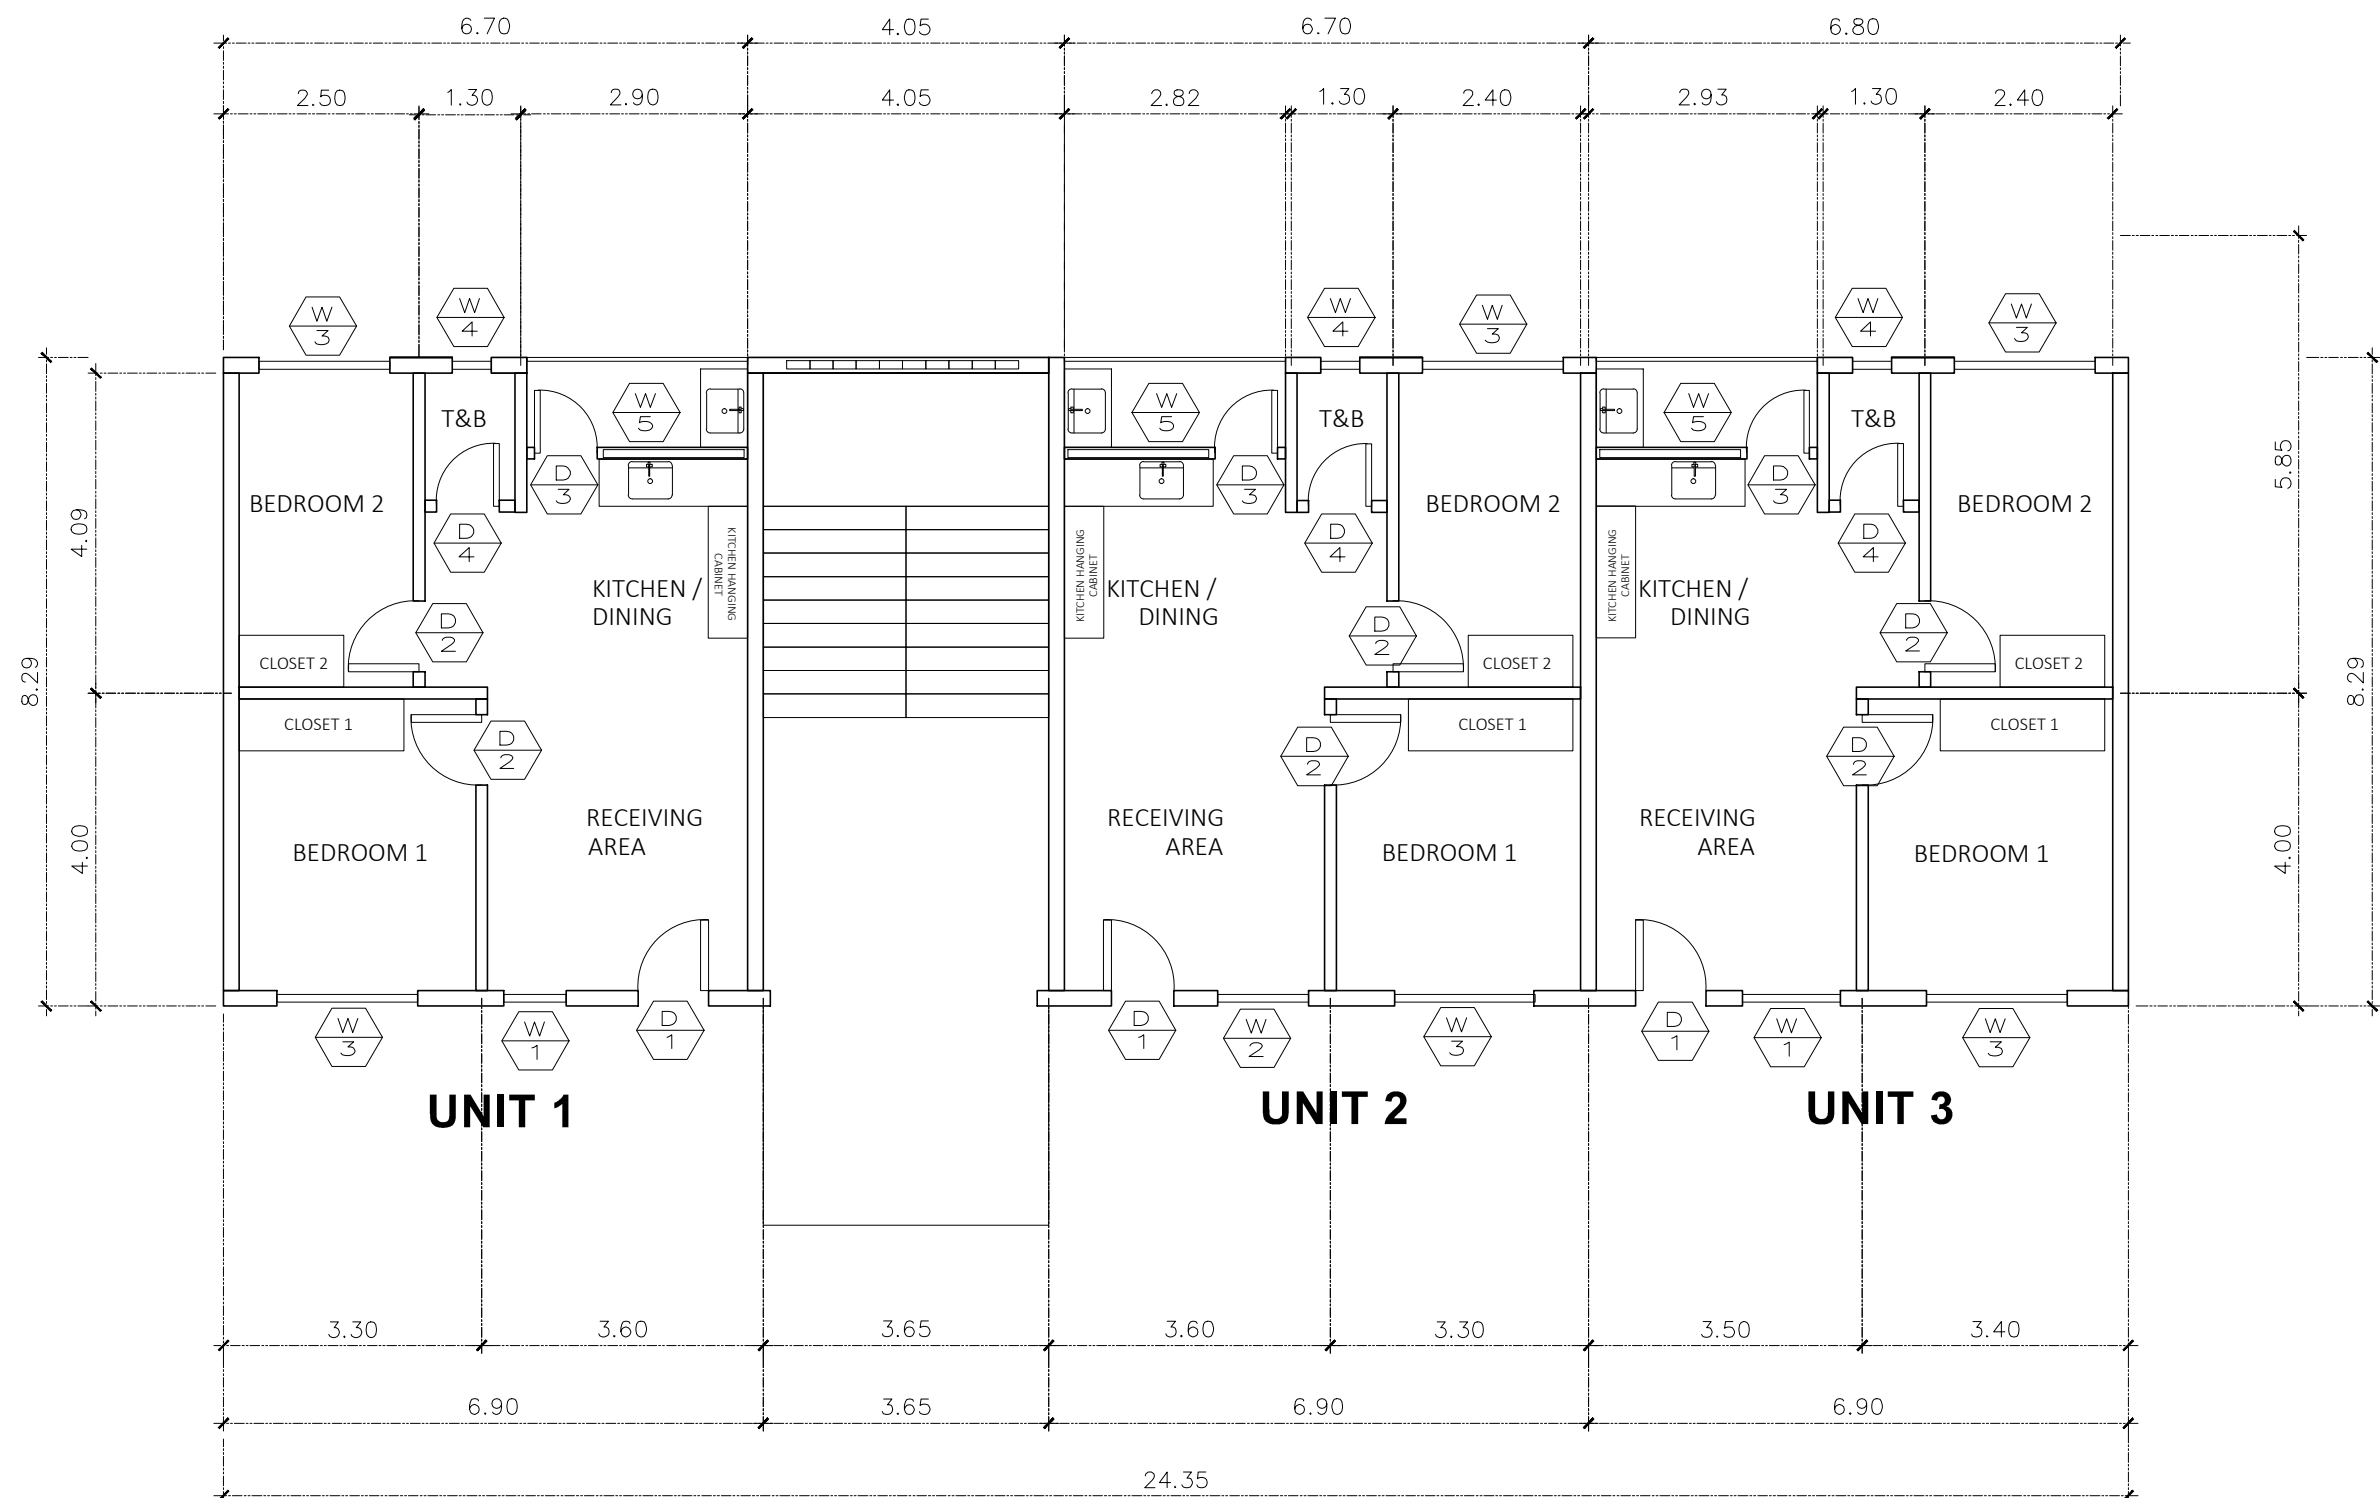 6.70 4.05 6.70 6.80
2.50 1.30 2.90 4.05 2.82 1.30 2.40 2.93 1.30 2.40
W W W W W W
3 4 4 3 4 3
T&B W W T&B W T&B
5 5 5
BEDROOM 2 D D BEDROOM 2 D BEDROOM 2
3 3 3
D D D
4 4 4
4.09 5.85
KITCHEN HANGING
CABINET
KITCHEN HANGING
CABINET
KITCHEN HANGING
CABINET
KITCHEN /
DINING
KITCHEN /
DINING
KITCHEN /
DINING
D D D
2 2 2
8.29 CLOSET 2 CLOSET 2 CLOSET 2 8.29
CLOSET 1 CLOSET 1 CLOSET 1
D D D
2 2 2
RECEIVING
AREA
RECEIVING
AREA
RECEIVING
AREA
4.00 BEDROOM 1 BEDROOM 1 BEDROOM 1 4.00
W W D D W W D W W
3 1 1 1 2 3 1 1 3
UNIT 1 UNIT 2 UNIT 3
3.30 3.60 3.65 3.60 3.30 3.50 3.40
6.90 3.65 6.90 6.90
24.35